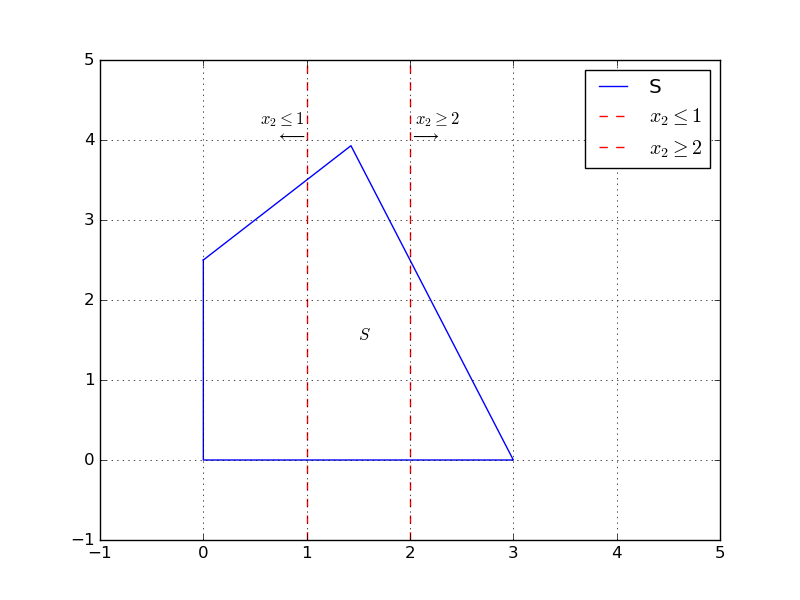 5
S
x₂ ≤ 1
x₂ ≥ 2
x₂ ≤ 1
←
x₂ ≥ 2
→
4
3
2
S
1
0
−1
−1 0 1 2 3 4 5